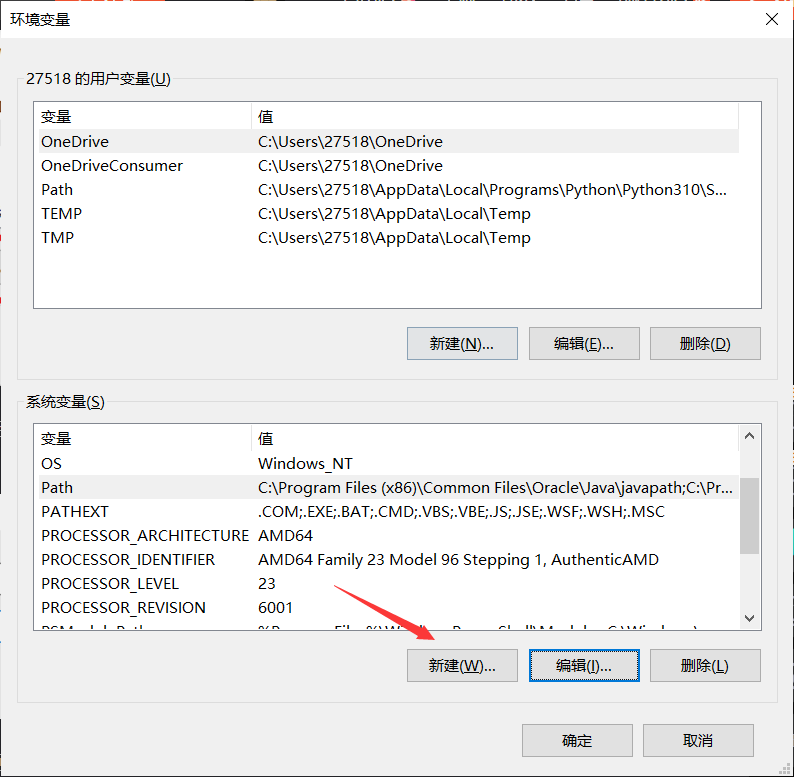 环境变量
27518 的用户变量(U)
变量 值
OneDrive C:\Users\27518\OneDrive
OneDriveConsumer C:\Users\27518\OneDrive
Path C:\Users\27518\AppData\Local\Programs\Python\Python310\S...
TEMP C:\Users\27518\AppData\Local\Temp
TMP C:\Users\27518\AppData\Local\Temp
新建(N)... 编辑(E)... 删除(D)
系统变量(S)
变量 值
OS Windows_NT
Path C:\Program Files (x86)\Common Files\Oracle\Java\javapath;C:\Pr...
PATHEXT .COM;.EXE;.BAT;.CMD;.VBS;.VBE;.JS;.JSE;.WSF;.WSH;.MSC
PROCESSOR_ARCHITECTURE AMD64
PROCESSOR_IDENTIFIER AMD64 Family 23 Model 96 Stepping 1, AuthenticAMD
PROCESSOR_LEVEL 23
PROCESSOR_REVISION 6001
新建(W)... 编辑(I)... 删除(L)
确定 取消